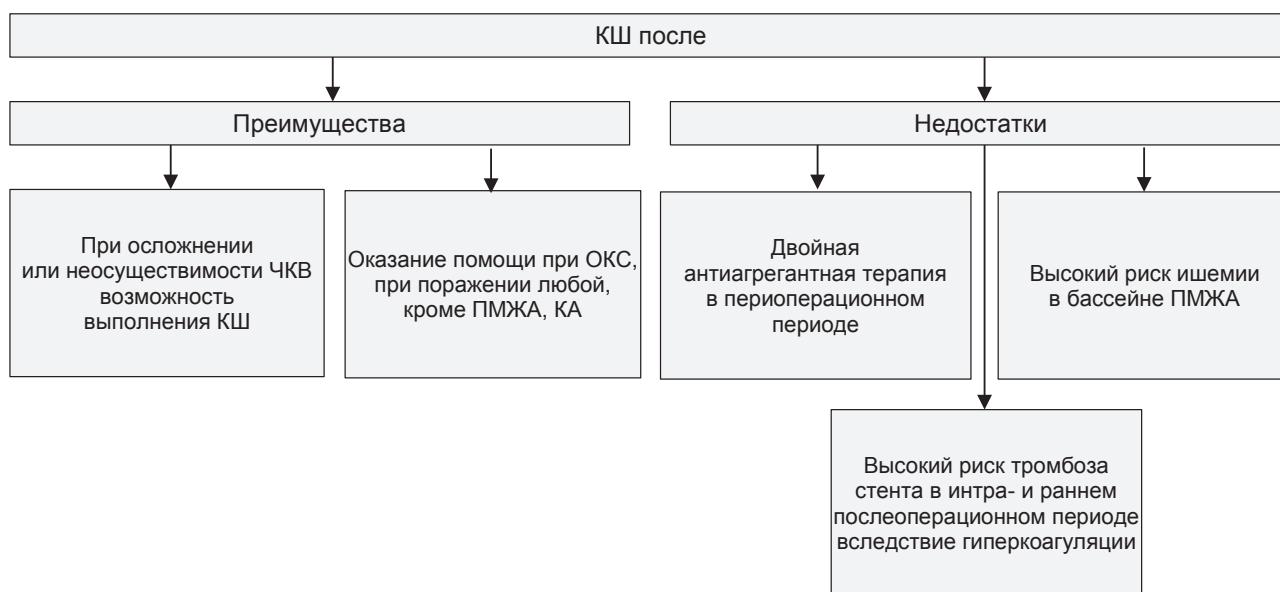 КШ после
Преимущества
Недостатки
При осложнении
или неосуществимости ЧКВ
возможность
выполнения КШ
Оказание помощи при ОКС,
при поражении любой,
кроме ПМЖА, КА
Двойная
антиагрегантная терапия
в периоперационном
периоде
Высокий риск ишемии
в бассейне ПМЖА
Высокий риск тромбоза
стента в интра- и раннем
послеоперационном периоде
вследствие гиперкоагуляции